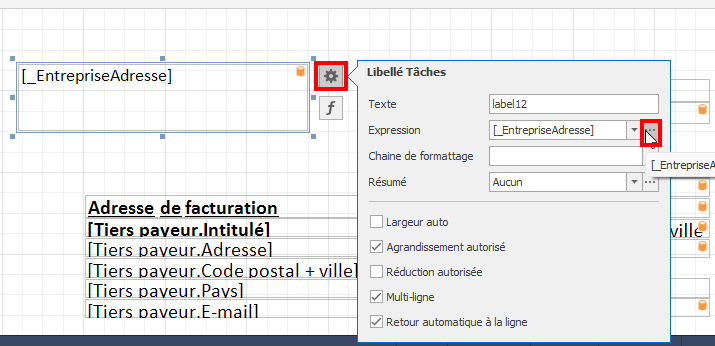 [_EntrepriseAdresse]
f
Libellé Tâches
Texte label12
Expression [_EntrepriseAdresse] ...
Chaine de formattage
[_EntrepriseA
Résumé Aucun ...
Largeur auto
Agrandissement autorisé
Réduction autorisée
Multi-ligne
Retour automatique à la ligne
Adresse de facturation
[Tiers payeur.Intitulé]
[Tiers payeur.Adresse]
[Tiers payeur.Code postal + ville]
[Tiers payeur.Pays]
[Tiers payeur.E-mail]
ville